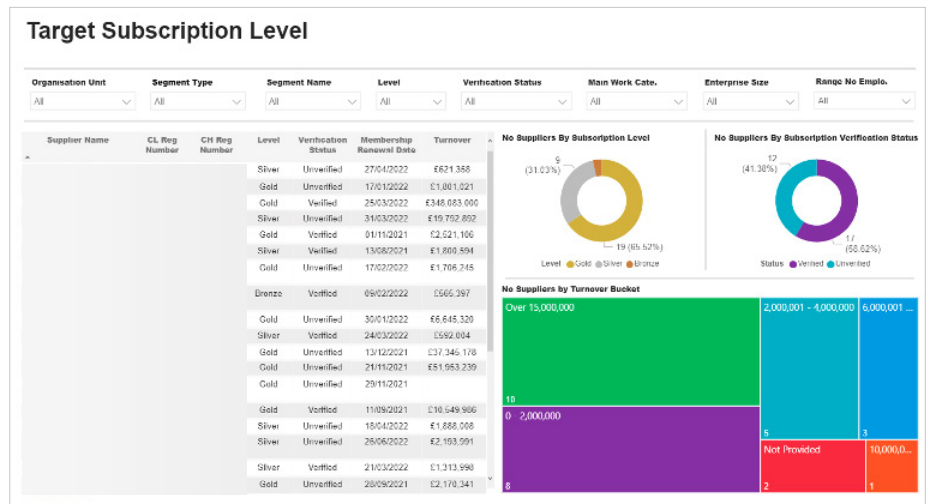 Target Subscription Level
Organisation Unit Segment Type Segment Name Level Verification Status Main Work Cate. Enterprise Size Range No Emplo.
All All All All All All All All
Supplier Name CL Reg Number CH Reg Number Level Verification Status Membership Renewal Date Turnover
Silver Unverified 27/04/2022 £621,358
Gold Unverified 17/01/2022 £1,801,021
Gold Verified 25/03/2022 £348,083,000
Silver Unverified 31/03/2022 £19,792,892
Gold Verified 01/11/2021 £2,521,106
Silver Verified 13/08/2021 £1,800,594
Gold Unverified 17/02/2022 £1,706,245
Bronze Verified 09/02/2022 £565,397
Gold Unverified 30/01/2022 £6,645,320
Silver Verified 24/03/2022 £592,004
Gold Unverified 13/12/2021 £37,345,178
Gold Unverified 21/11/2021 £51,953,239
Gold Unverified 29/11/2021
Gold Verified 11/09/2021 £10,549,986
Silver Unverified 18/04/2022 £1,888,008
Silver Unverified 26/06/2022 £2,193,991
Silver Verified 21/03/2022 £1,313,998
Gold Unverified 28/09/2021 £2,170,341
No Suppliers By Subscription Level
9
(31.03%)
19 (65.52%)
Level Gold Silver Bronze
No Suppliers By Subscription Verification Status
12
(41.38%)
17
(58.62%)
Status Verified Unverified
No Suppliers by Turnover Bucket
Over 15,000,000
10
0 2,000,000
8
2,000,001 - 4,000,000
5
6,000,001 ...
3
Not Provided
2
10,000,0...
1